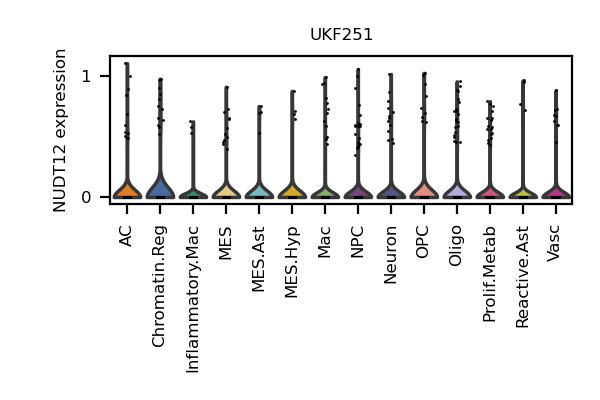 UKF251
NUDT12 expression
1
0
AC
Chromatin.Reg
Inflammatory.Mac
MES
MES.Ast
MES.Hyp
Mac
NPC
Neuron
OPC
Oligo
Prolif.Metab
Reactive.Ast
Vasc